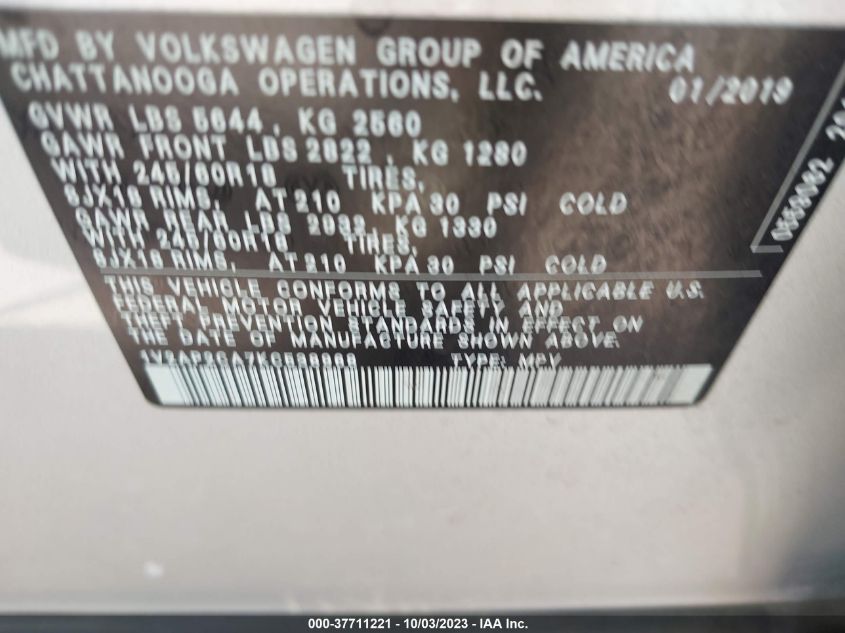 MFD BY VOLKSWAGEN GROUP OF AMERICA
CHATTANOOGA OPERATIONS, LLC. 01/2019
GVWR LBS 5644, KG 2560
GAWR FRONT LBS 2822, KG 1280
WITH 245/60R18 TIRES,
8JX18 RIMS, AT 210 KPA 30 PSI COLD
GAWR REAR LBS 2932, KG 1330
WITH 245/60R18 TIRES,
8JX18 RIMS, AT 210 KPA 30 PSI COLD
THIS VEHICLE CONFORMS TO ALL APPLICABLE U.S.
FEDERAL MOTOR VEHICLE SAFETY AND
THEFT PREVENTION STANDARDS IN EFFECT ON
THE DATE OF MANUFACTURE SHOWN ABOVE.
TYPE: MPV
000-37711221 - 10/03/2023 - IAA Inc.